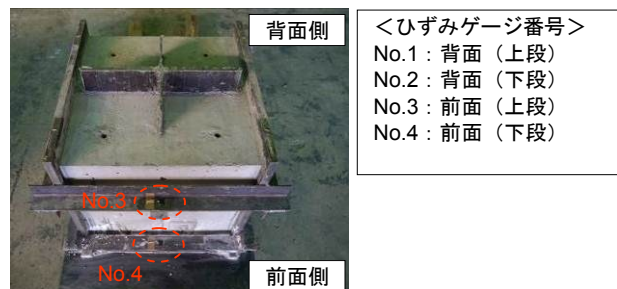 背面側
No.3
No.4
前面側
＜ひずみゲージ番号＞
No.1：背面（上段）
No.2：背面（下段）
No.3：前面（上段）
No.4：前面（下段）